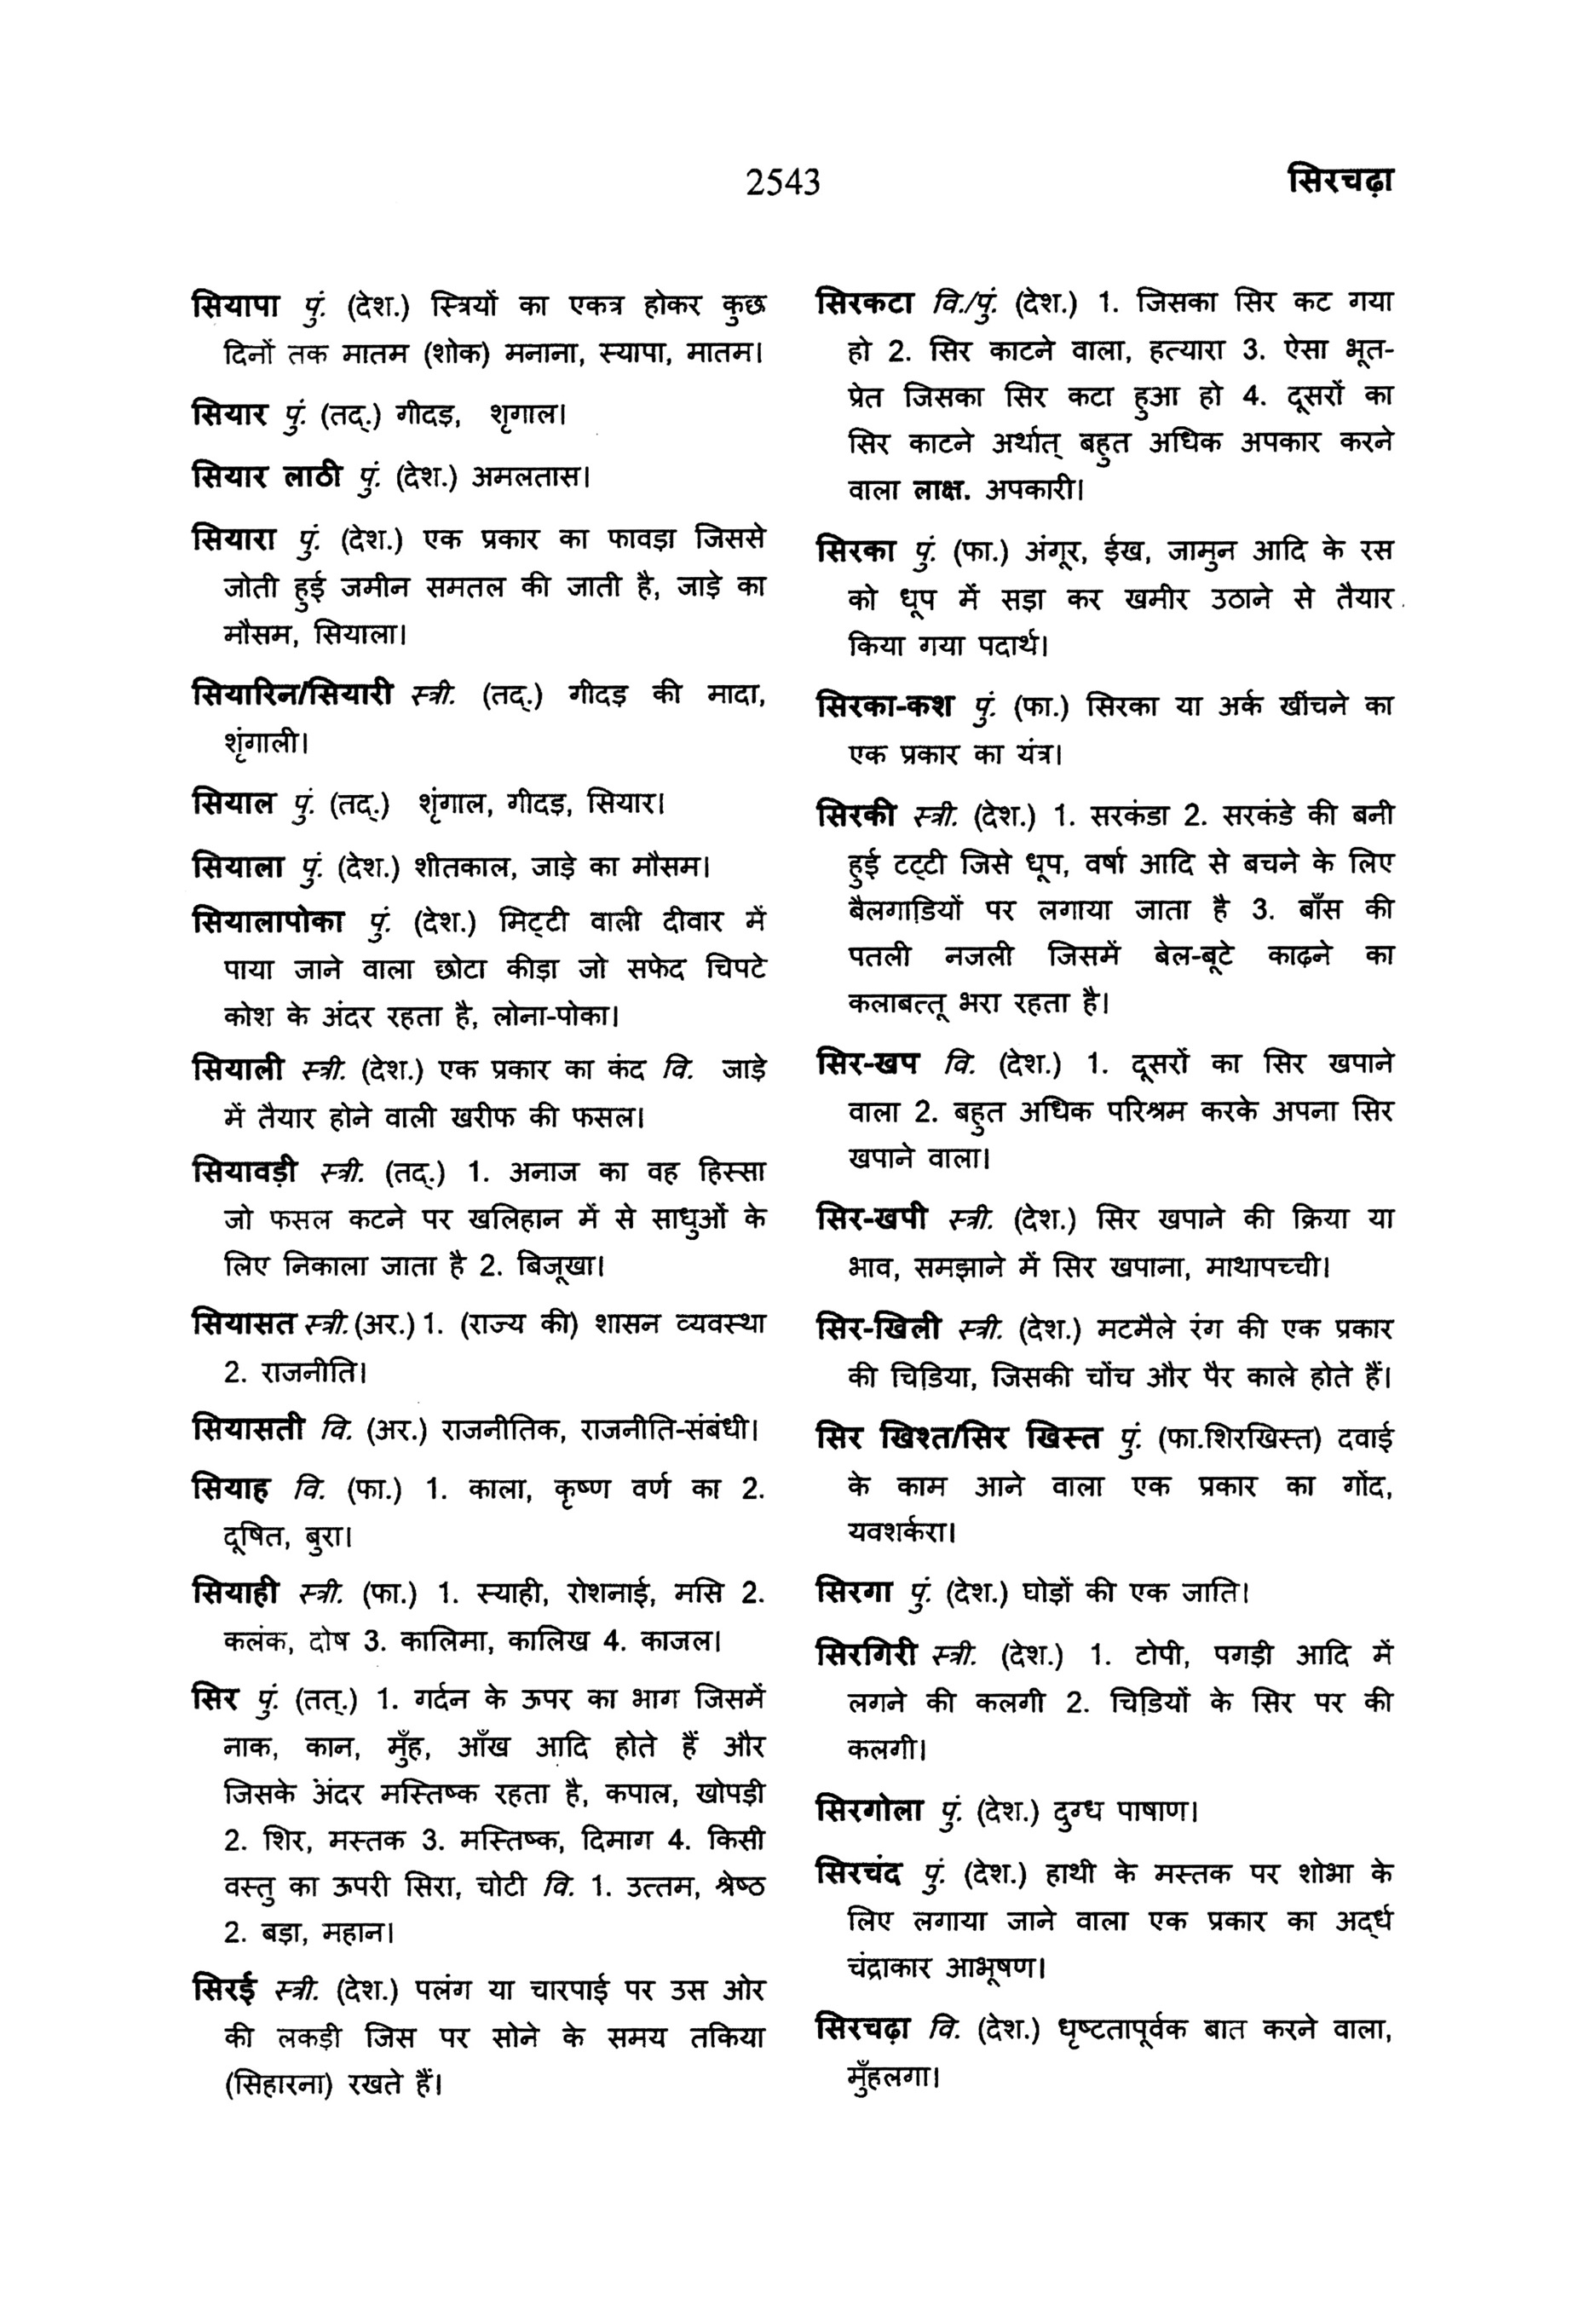 2543
सिरचढ़ा
सियापा पुं. (देश.) स्त्रियों का एकत्र होकर कुछ
दिनों तक मातम (शोक) मनाना, स्यापा, मातम।
सियार पुं. (तद्.) गीदड़, शृगाल।
सियार लाठी पुं. (देश.) अमलतास।
सियारा पुं. (देश.) एक प्रकार का फावड़ा जिससे
जोती हुई जमीन समतल की जाती है, जाड़े का
मौसम, सियाला।
सियारिन/सियारी स्त्री. (तद्.) गीदड़ की मादा,
शृंगाली।
सियाल पुं. (तद्.) शृंगाल, गीदड़, सियार।
सियाला पुं. (देश.) शीतकाल, जाड़े का मौसम।
सियालापोका पुं. (देश.) मिट्टी वाली दीवार में
पाया जाने वाला छोटा कीड़ा जो सफेद चिपटे
कोश के अंदर रहता है, लोना-पोका।
सियाली स्त्री. (देश.) एक प्रकार का कंद वि. जाड़े
में तैयार होने वाली खरीफ की फसल।
सियावड़ी स्त्री. (तद्.) 1. अनाज का वह हिस्सा
जो फसल कटने पर खलिहान में से साधुओं के
लिए निकाला जाता है 2. बिजूखा।
सियासत स्त्री. (अर.) 1. (राज्य की) शासन व्यवस्था
2. राजनीति।
सियासती वि. (अर.) राजनीतिक, राजनीति-संबंधी।
सियाह वि. (फा.) 1. काला, कृष्ण वर्ण का 2.
दूषित, बुरा।
सियाही स्त्री. (फा.) 1. स्याही, रोशनाई, मसि 2.
कलंक, दोष 3. कालिमा, कालिख 4. काजल।
सिर पुं. (तत्.) 1. गर्दन के ऊपर का भाग जिसमें
नाक, कान, मुँह, आँख आदि होते हैं और
जिसके अंदर मस्तिष्क रहता है, कपाल, खोपड़ी
2. शिर, मस्तक 3. मस्तिष्क, दिमाग 4. किसी
वस्तु का ऊपरी सिरा, चोटी वि. 1. उत्तम, श्रेष्ठ
2. बड़ा, महान।
सिरई स्त्री. (देश.) पलंग या चारपाई पर उस ओर
की लकड़ी जिस पर सोने के समय तकिया
(सिहारना) रखते हैं।
सिरकटा वि./पुं. (देश.) 1. जिसका सिर कट गया
हो 2. सिर काटने वाला, हत्यारा 3. ऐसा भूत-
प्रेत जिसका सिर कटा हुआ हो 4. दूसरों का
सिर काटने अर्थात् बहुत अधिक अपकार करने
वाला लाक्ष. अपकारी।
सिरका पुं. (फा.) अंगूर, ईख, जामुन आदि के रस
को धूप में सड़ा कर खमीर उठाने से तैयार
किया गया पदार्थ।
सिरका-कश पुं. (फा.) सिरका या अर्क खींचने का
एक प्रकार का यंत्र।
सिरकी स्त्री. (देश.) 1. सरकंडा 2. सरकंडे की बनी
हुई टट्टी जिसे धूप, वर्षा आदि से बचने के लिए
बैलगाड़ियों पर लगाया जाता है 3. बाँस की
पतली नजली जिसमें बेल-बूटे काढ़ने का
कलाबत्तू भरा रहता है।
सिर-खप वि. (देश.) 1. दूसरों का सिर खपाने
वाला 2. बहुत अधिक परिश्रम करके अपना सिर
खपाने वाला।
सिर-खपी स्त्री. (देश.) सिर खपाने की क्रिया या
भाव, समझाने में सिर खपाना, माथापच्ची।
सिर-खिली स्त्री. (देश.) मटमैले रंग की एक प्रकार
की चिड़िया, जिसकी चोंच और पैर काले होते हैं।
सिर खिश्त/सिर खिस्त पुं. (फा.शिरखिस्त) दवाई
के काम आने वाला एक प्रकार का गोंद,
यवशर्करा।
सिरगा पुं. (देश.) घोड़ों की एक जाति।
सिरगिरी स्त्री. (देश.) 1. टोपी, पगड़ी आदि में
लगने की कलगी 2. चिड़ियों के सिर पर की
कलगी।
सिरगोला पुं. (देश.) दुग्ध पाषाण।
सिरचंद पुं. (देश.) हाथी के मस्तक पर शोभा के
लिए लगाया जाने वाला एक प्रकार का अर्द्ध
चंद्राकार आभूषण।
सिरचढ़ा वि. (देश.) धृष्टतापूर्वक बात करने वाला,
मुँहलगा।